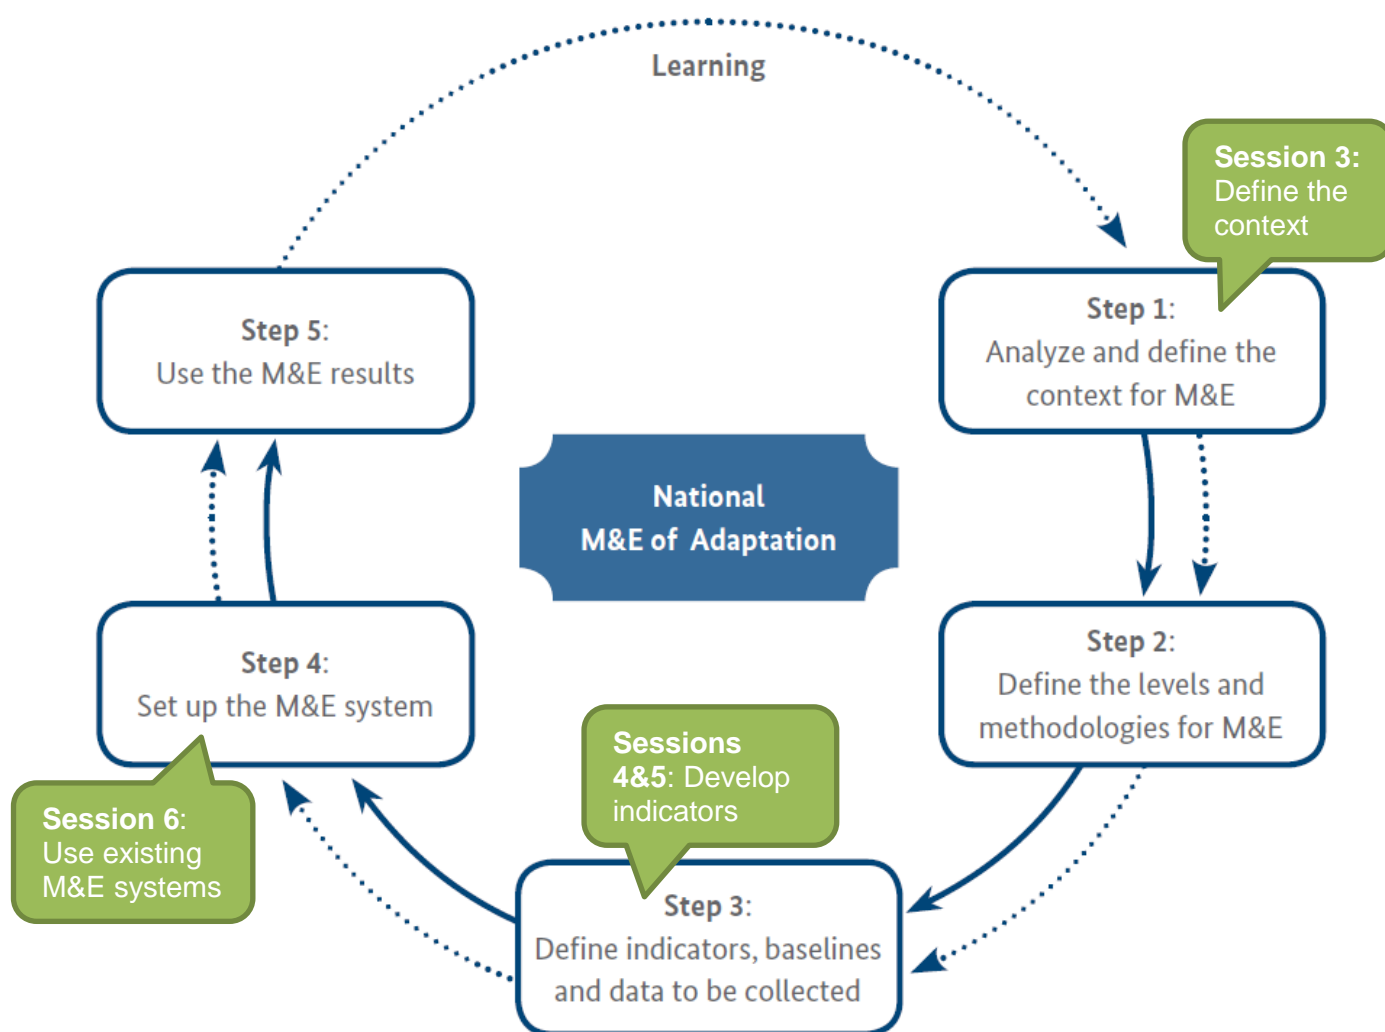 Learning
Session 3:
Define the
context
Step 1:
Analyze and define the
context for M&E
Step 5:
Use the M&E results
National
M&E of Adaptation
Step 2:
Define the levels and
methodologies for M&E
Step 4:
Set up the M&E system
Sessions
4&5: Develop
indicators
Session 6:
Use existing
M&E systems
Step 3:
Define indicators, baselines
and data to be collected